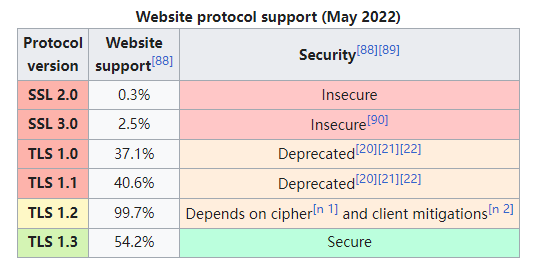 Website protocol support (May 2022)
Protocol version Website support[88] Security[88][89]
SSL 2.0 0.3% Insecure
SSL 3.0 2.5% Insecure[90]
TLS 1.0 37.1% Deprecated[20][21][22]
TLS 1.1 40.6% Deprecated[20][21][22]
TLS 1.2 99.7% Depends on cipher[n 1] and client mitigations[n 2]
TLS 1.3 54.2% Secure